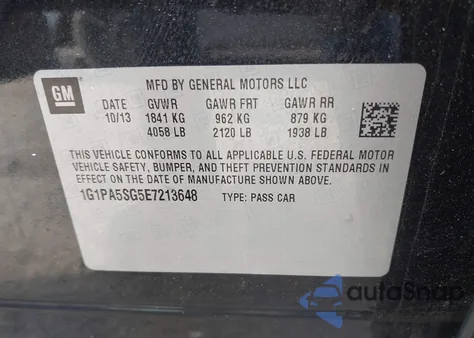 GM
MFD BY GENERAL MOTORS LLC
DATE GVWR GAWR FRT GAWR RR
10/13 1841 KG 962 KG 879 KG
4058 LB 2120 LB 1938 LB
THIS VEHICLE CONFORMS TO ALL APPLICABLE U.S. FEDERAL MOTOR
VEHICLE SAFETY, BUMPER, AND THEFT PREVENTION STANDARDS IN
EFFECT ON THE DATE OF MANUFACTURE SHOWN ABOVE.
1G1PA5SG5E7213648 TYPE: PASS CAR
autoSnap